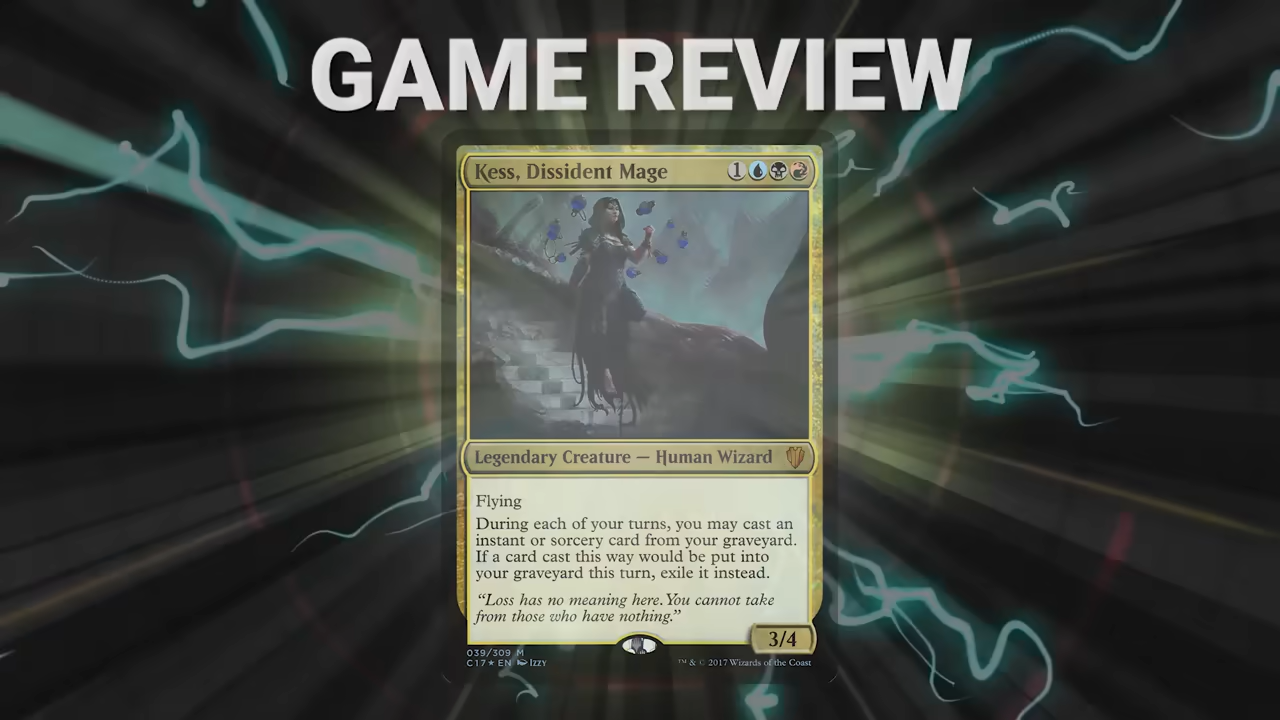 GAME REVIEW
Kess, Dissident Mage 1
Legendary Creature — Human Wizard
Flying
During each of your turns, you may cast an
instant or sorcery card from your graveyard.
If a card cast this way would be put into
your graveyard this turn, exile it instead.
“Loss has no meaning here. You cannot take
from those who have nothing.”
3/4
039/309 M
C17★EN Izzy
™ & © 2017 Wizards of the Coast